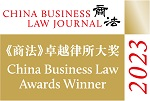 CHINA BUSINESS
LAW JOURNAL 商法
《商法》卓越律所大奖
China Business Law
Awards Winner
2023